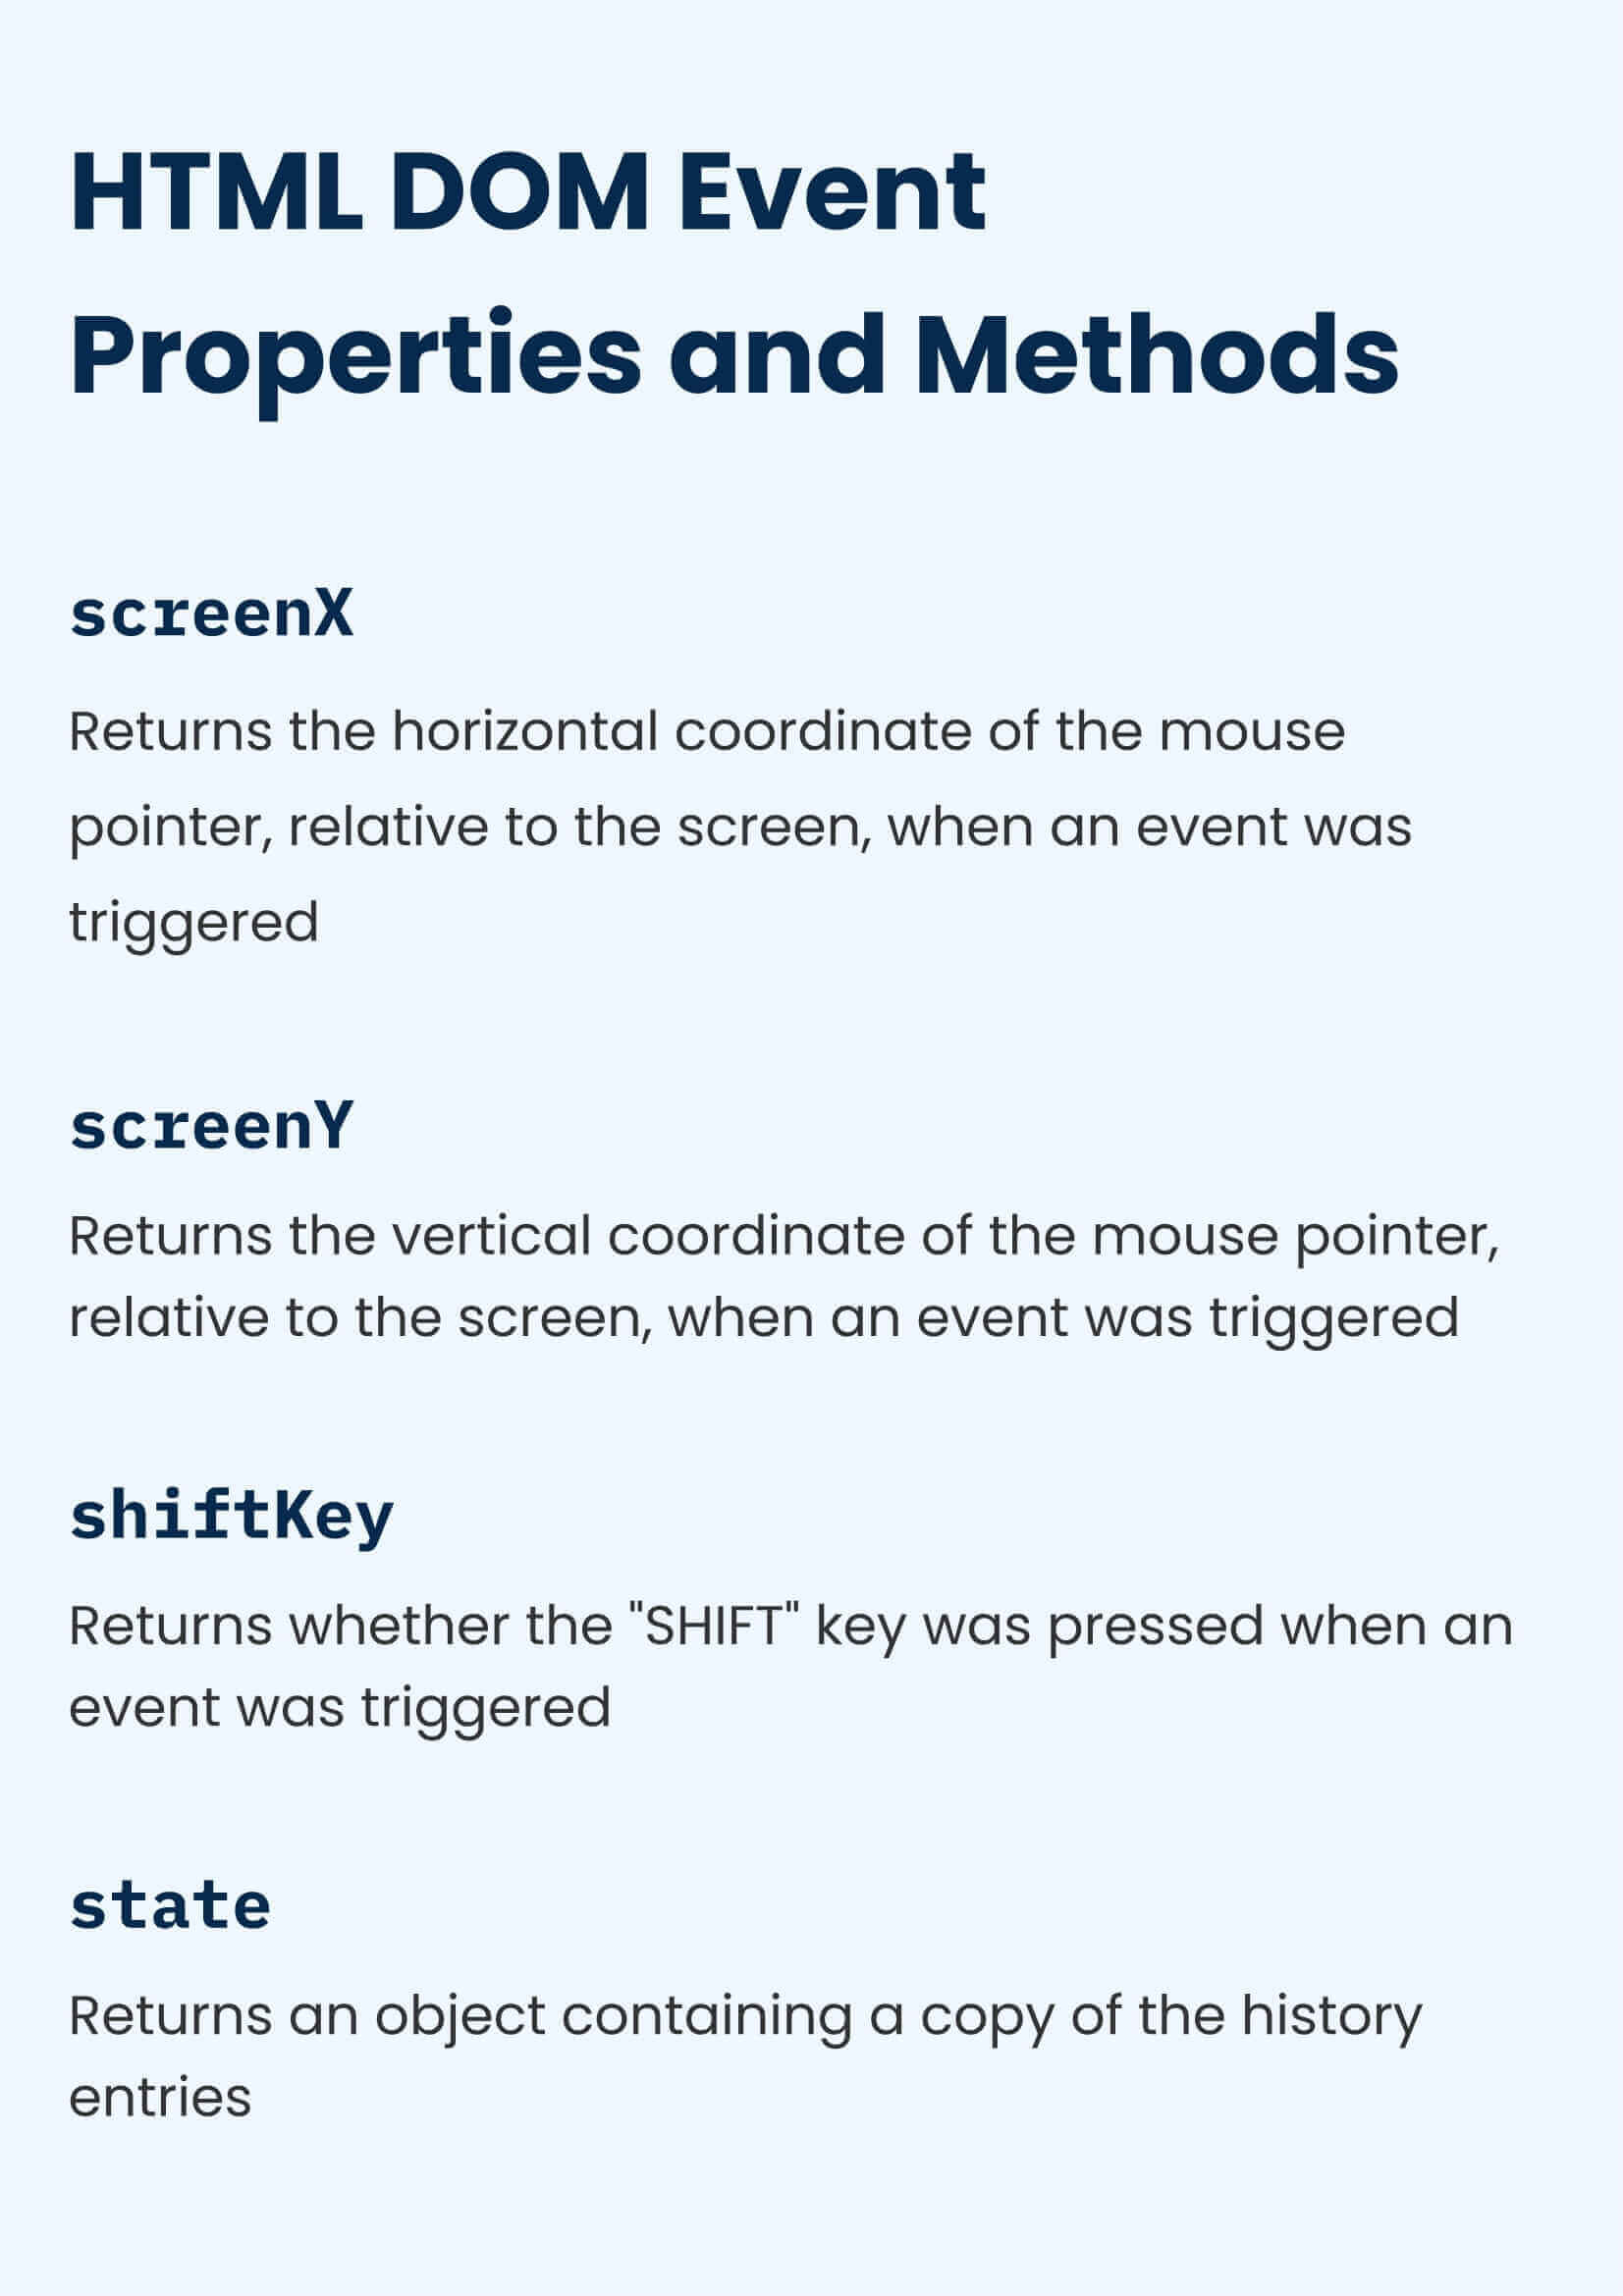 HTML DOM Event
Properties and Methods
screenX
Returns the horizontal coordinate of the mouse
pointer, relative to the screen, when an event was
triggered
screenY
Returns the vertical coordinate of the mouse pointer,
relative to the screen, when an event was triggered
shiftKey
Returns whether the "SHIFT" key was pressed when an
event was triggered
state
Returns an object containing a copy of the history
entries